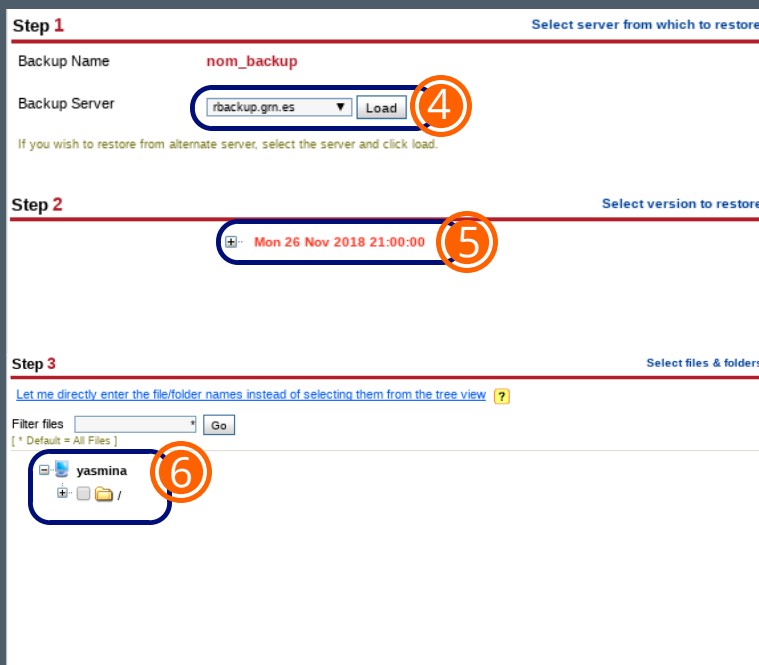 Step 1 Select server from which to restore
Backup Name nom_backup
Backup Server rbackup.grn.es Load 4
If you wish to restore from alternate server, select the server and click load.
Step 2 Select version to restore
Mon 26 Nov 2018 21:00:00 5
Step 3 Select files & folders
Let me directly enter the file/folder names instead of selecting them from the tree view ?
Filter files * Go
[ * Default = All Files ]
yasmina 6
/